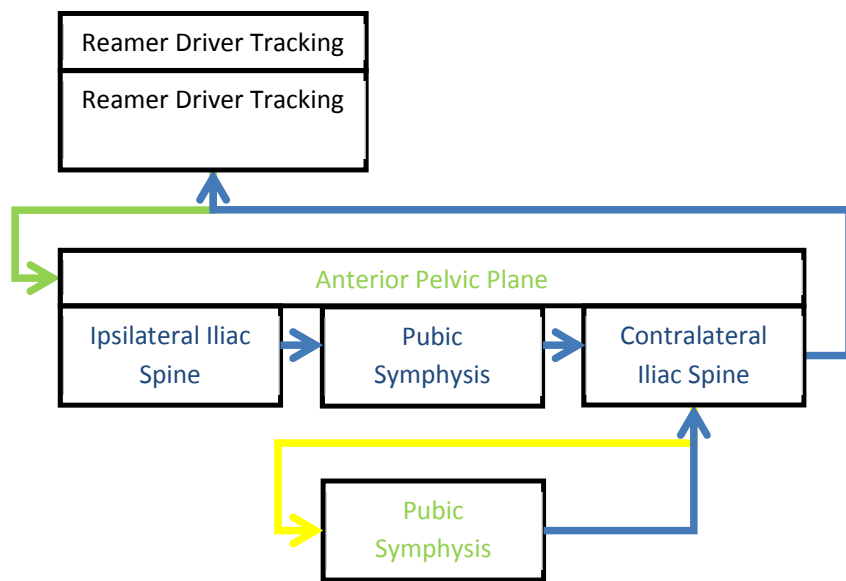 Reamer Driver Tracking
Reamer Driver Tracking
Anterior Pelvic Plane
Ipsilateral Iliac
Spine
Pubic
Symphysis
Contralateral
Iliac Spine
Pubic
Symphysis